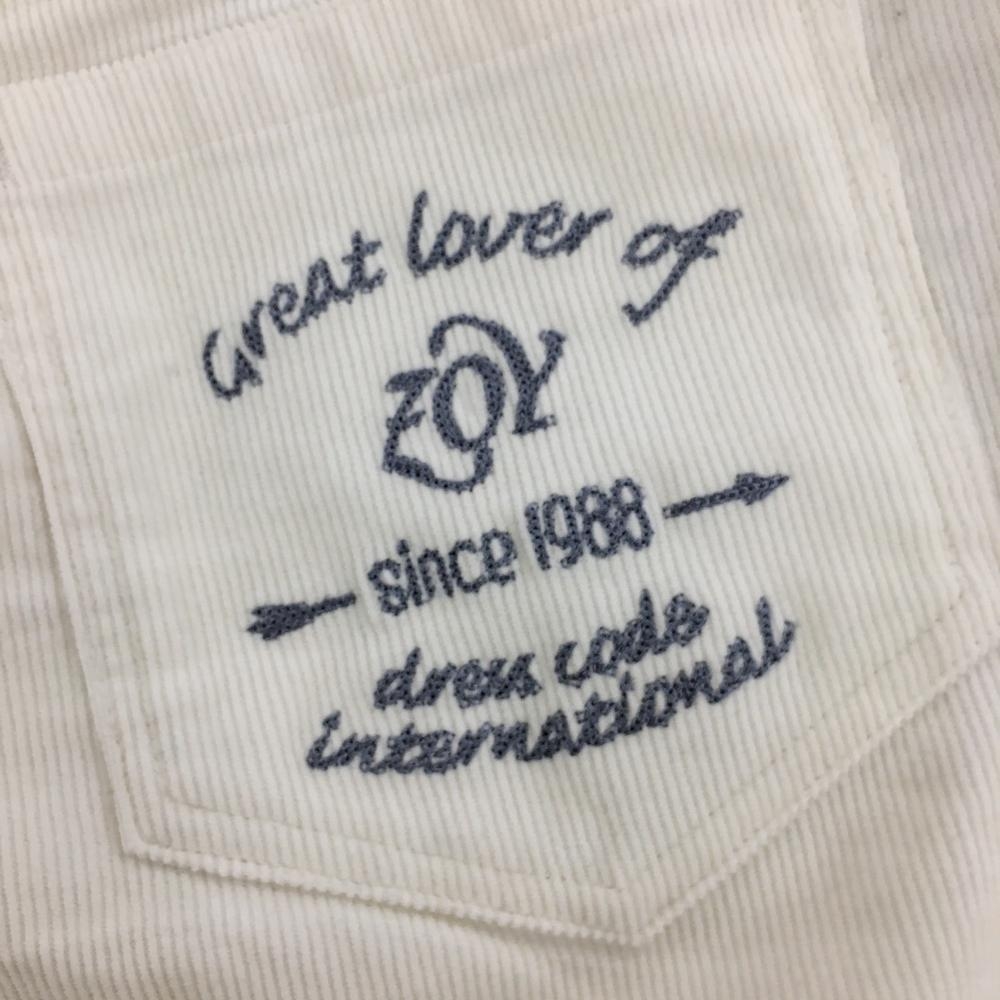 Great lover of
ZOY
since 1988
dress code
international